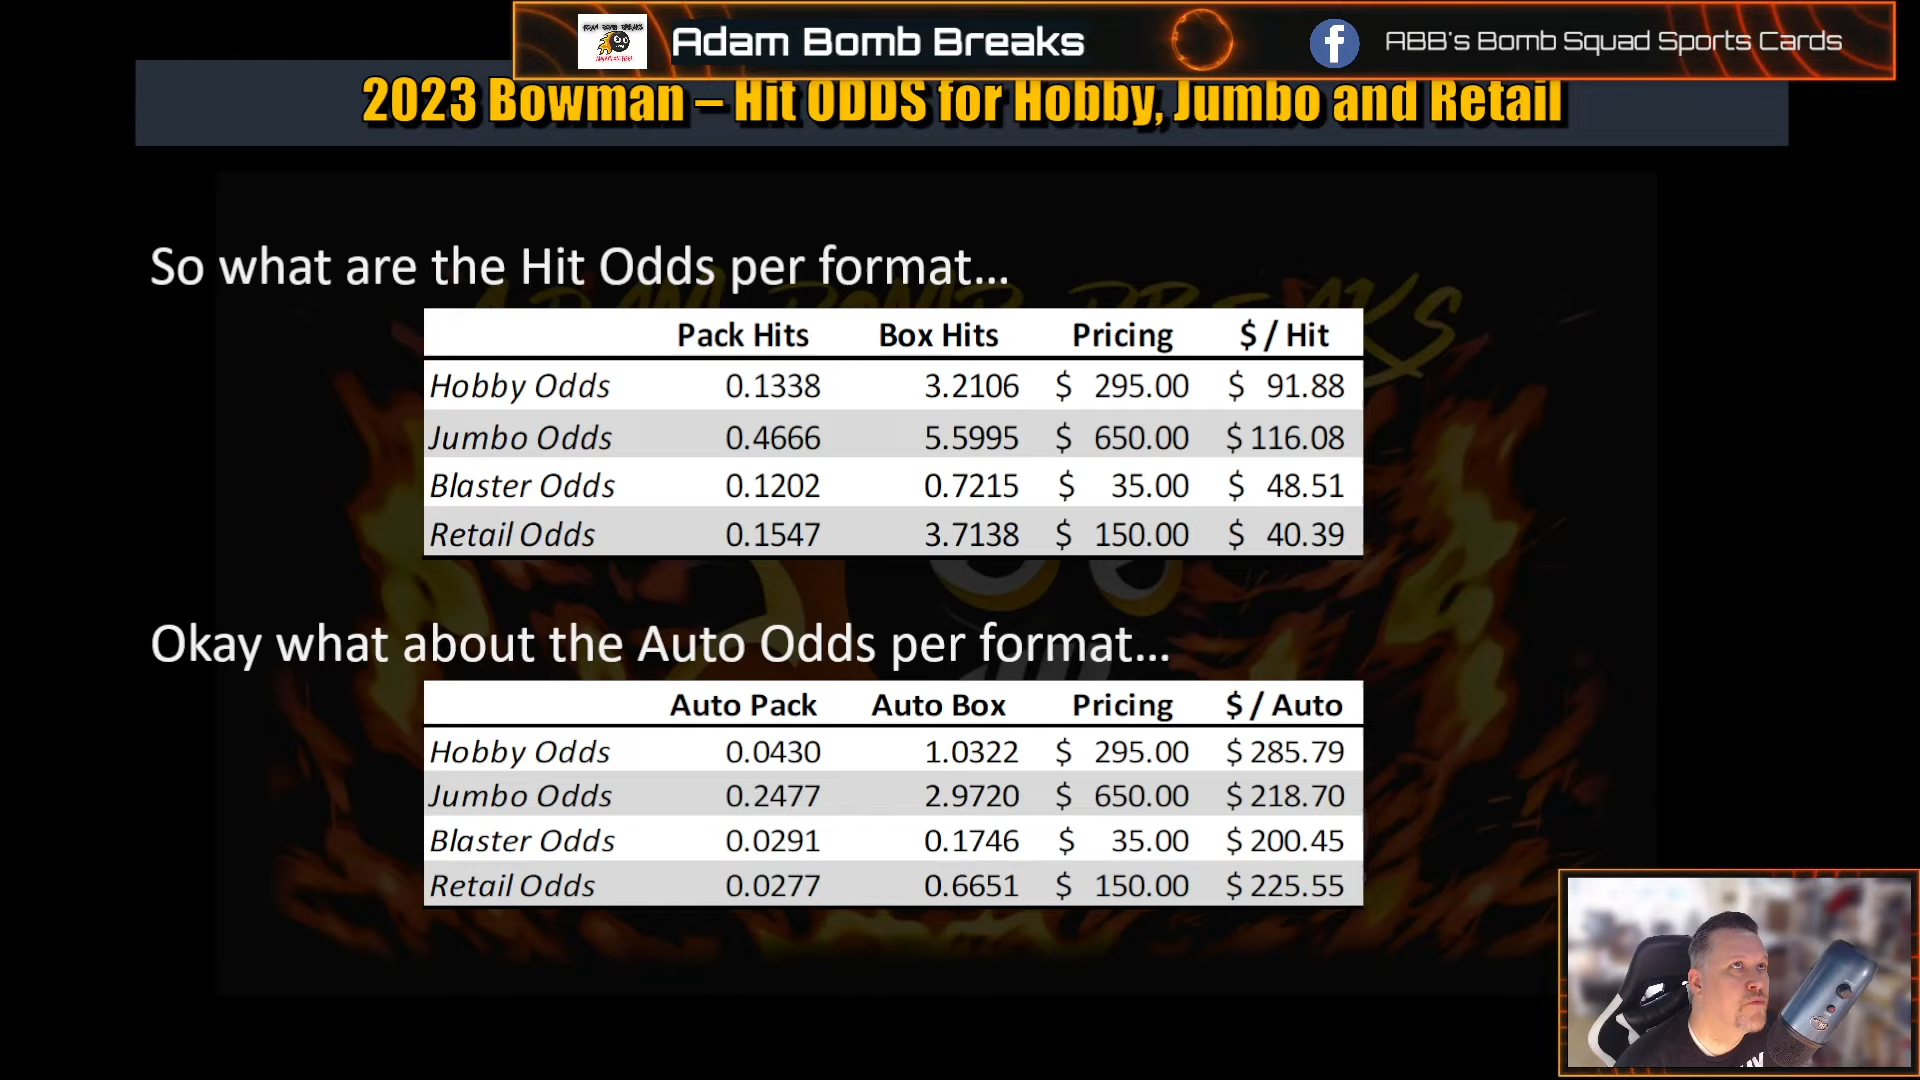 Adam Bomb Breaks
ABB's Bomb Squad Sports Cards
2023 Bowman – Hit ODDS for Hobby, Jumbo and Retail
So what are the Hit Odds per format...
Pack Hits Box Hits Pricing $ / Hit
Hobby Odds 0.1338 3.2106 $ 295.00 $ 91.88
Jumbo Odds 0.4666 5.5995 $ 650.00 $ 116.08
Blaster Odds 0.1202 0.7215 $ 35.00 $ 48.51
Retail Odds 0.1547 3.7138 $ 150.00 $ 40.39
Okay what about the Auto Odds per format...
Auto Pack Auto Box Pricing $ / Auto
Hobby Odds 0.0430 1.0322 $ 295.00 $ 285.79
Jumbo Odds 0.2477 2.9720 $ 650.00 $ 218.70
Blaster Odds 0.0291 0.1746 $ 35.00 $ 200.45
Retail Odds 0.0277 0.6651 $ 150.00 $ 225.55